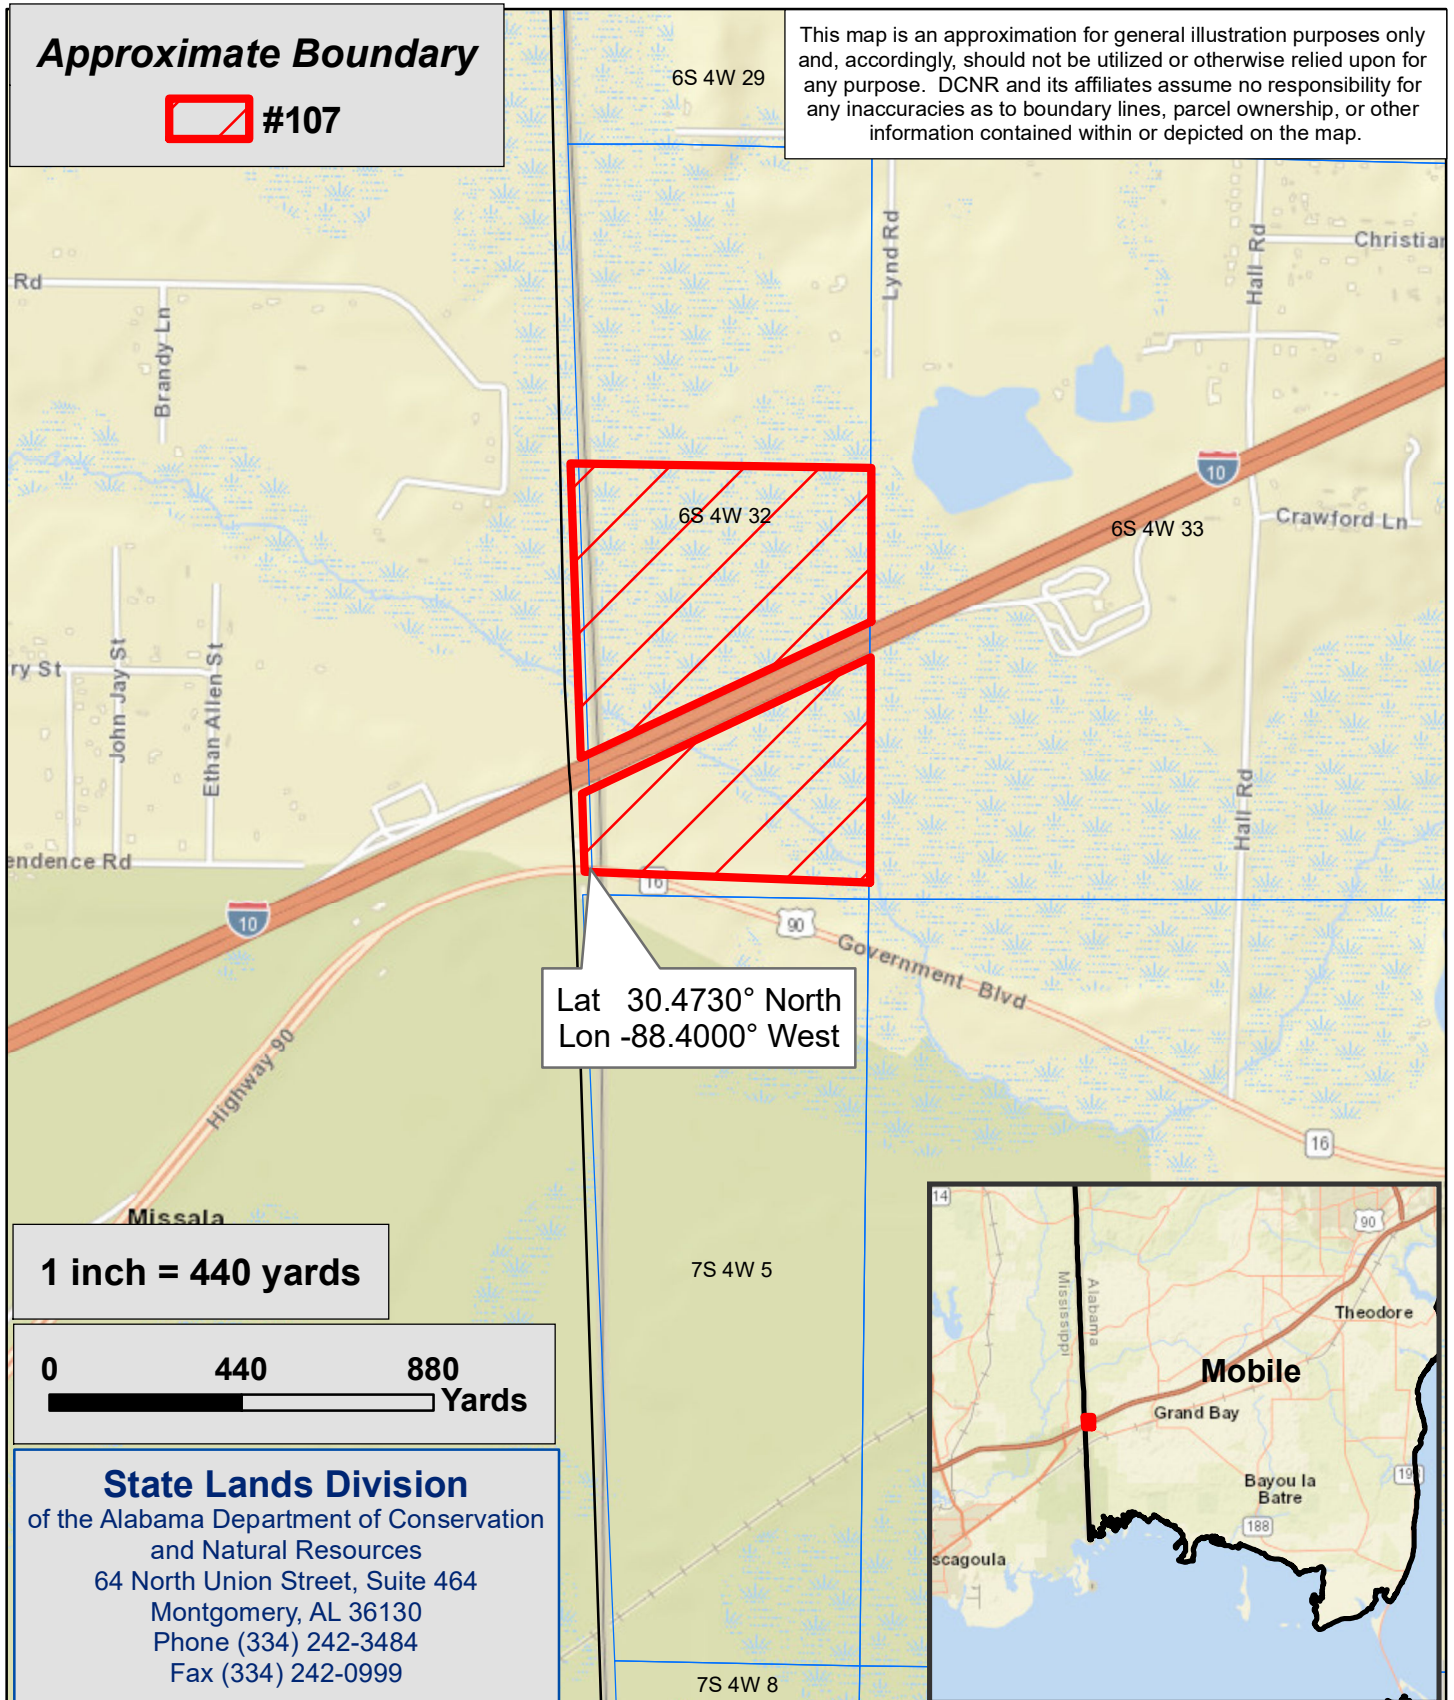 Approximate Boundary
#107
This map is an approximation for general illustration purposes only
and, accordingly, should not be utilized or otherwise relied upon for
any purpose. DCNR and its affiliates assume no responsibility for
any inaccuracies as to boundary lines, parcel ownership, or other
information contained within or depicted on the map.
6S 4W 29
Lynd Rd
Hall Rd
Christian
Rd
Brandy Ln
10
6S 4W 32
6S 4W 33
Crawford Ln
ry St
John Jay St
Ethan Allen St
Hall Rd
endence Rd
16
10
90
Government Blvd
Lat 30.4730° North
Lon -88.4000° West
Highway 90
16
Missala
1 inch = 440 yards
7S 4W 5
0 440 880
Yards
State Lands Division
of the Alabama Department of Conservation
and Natural Resources
64 North Union Street, Suite 464
Montgomery, AL 36130
Phone (334) 242-3484
Fax (334) 242-0999
7S 4W 8
14
90
Mississippi
Alabama
Theodore
Mobile
Grand Bay
Bayou la
Batre
19
188
scagoula